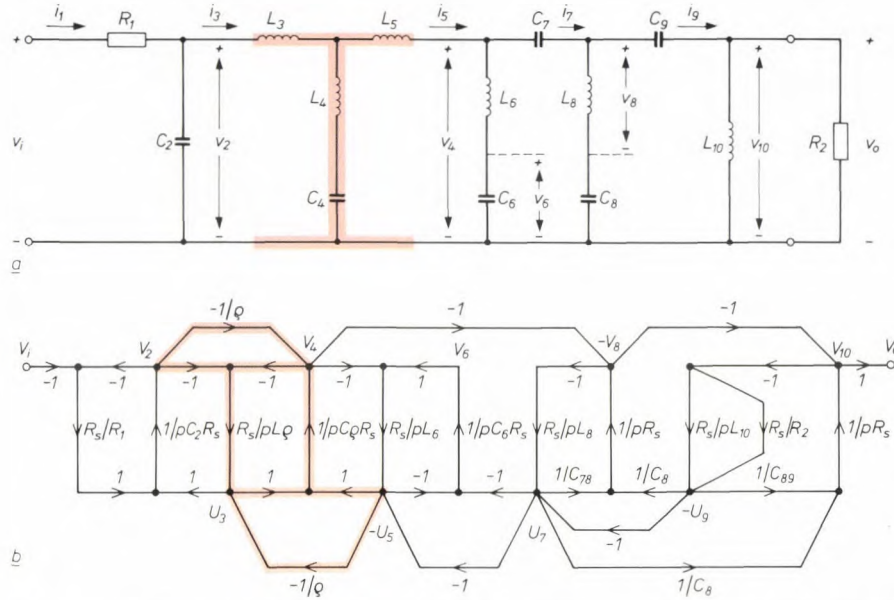 i1 i3 L3 L5 i5 C7 i7 C9 i9
+ R1 + + + +
L4 L6 L8 v8
vi C2 v2 v4 - L10 v10 R2 vo
+
C4 C6 v6 C8
- - - - - -
a
-1/ϱ -1 -1
Vi V2 V4 V6 -V8 V10 V
-1 -1 -1 -1 -1 1 -1 -1 1
Rs/R1 1/pC2Rs Rs/pLϱ 1/pCϱRs Rs/pL6 1/pC6Rs Rs/pL8 1/pRs Rs/pL10 Rs/R2 1/pRs
1 1 1 1 -1 -1 1/C78 1/C8 1/C89
U3 -U5 U7 -U9
-1
b
-1/ϱ -1 1/C8